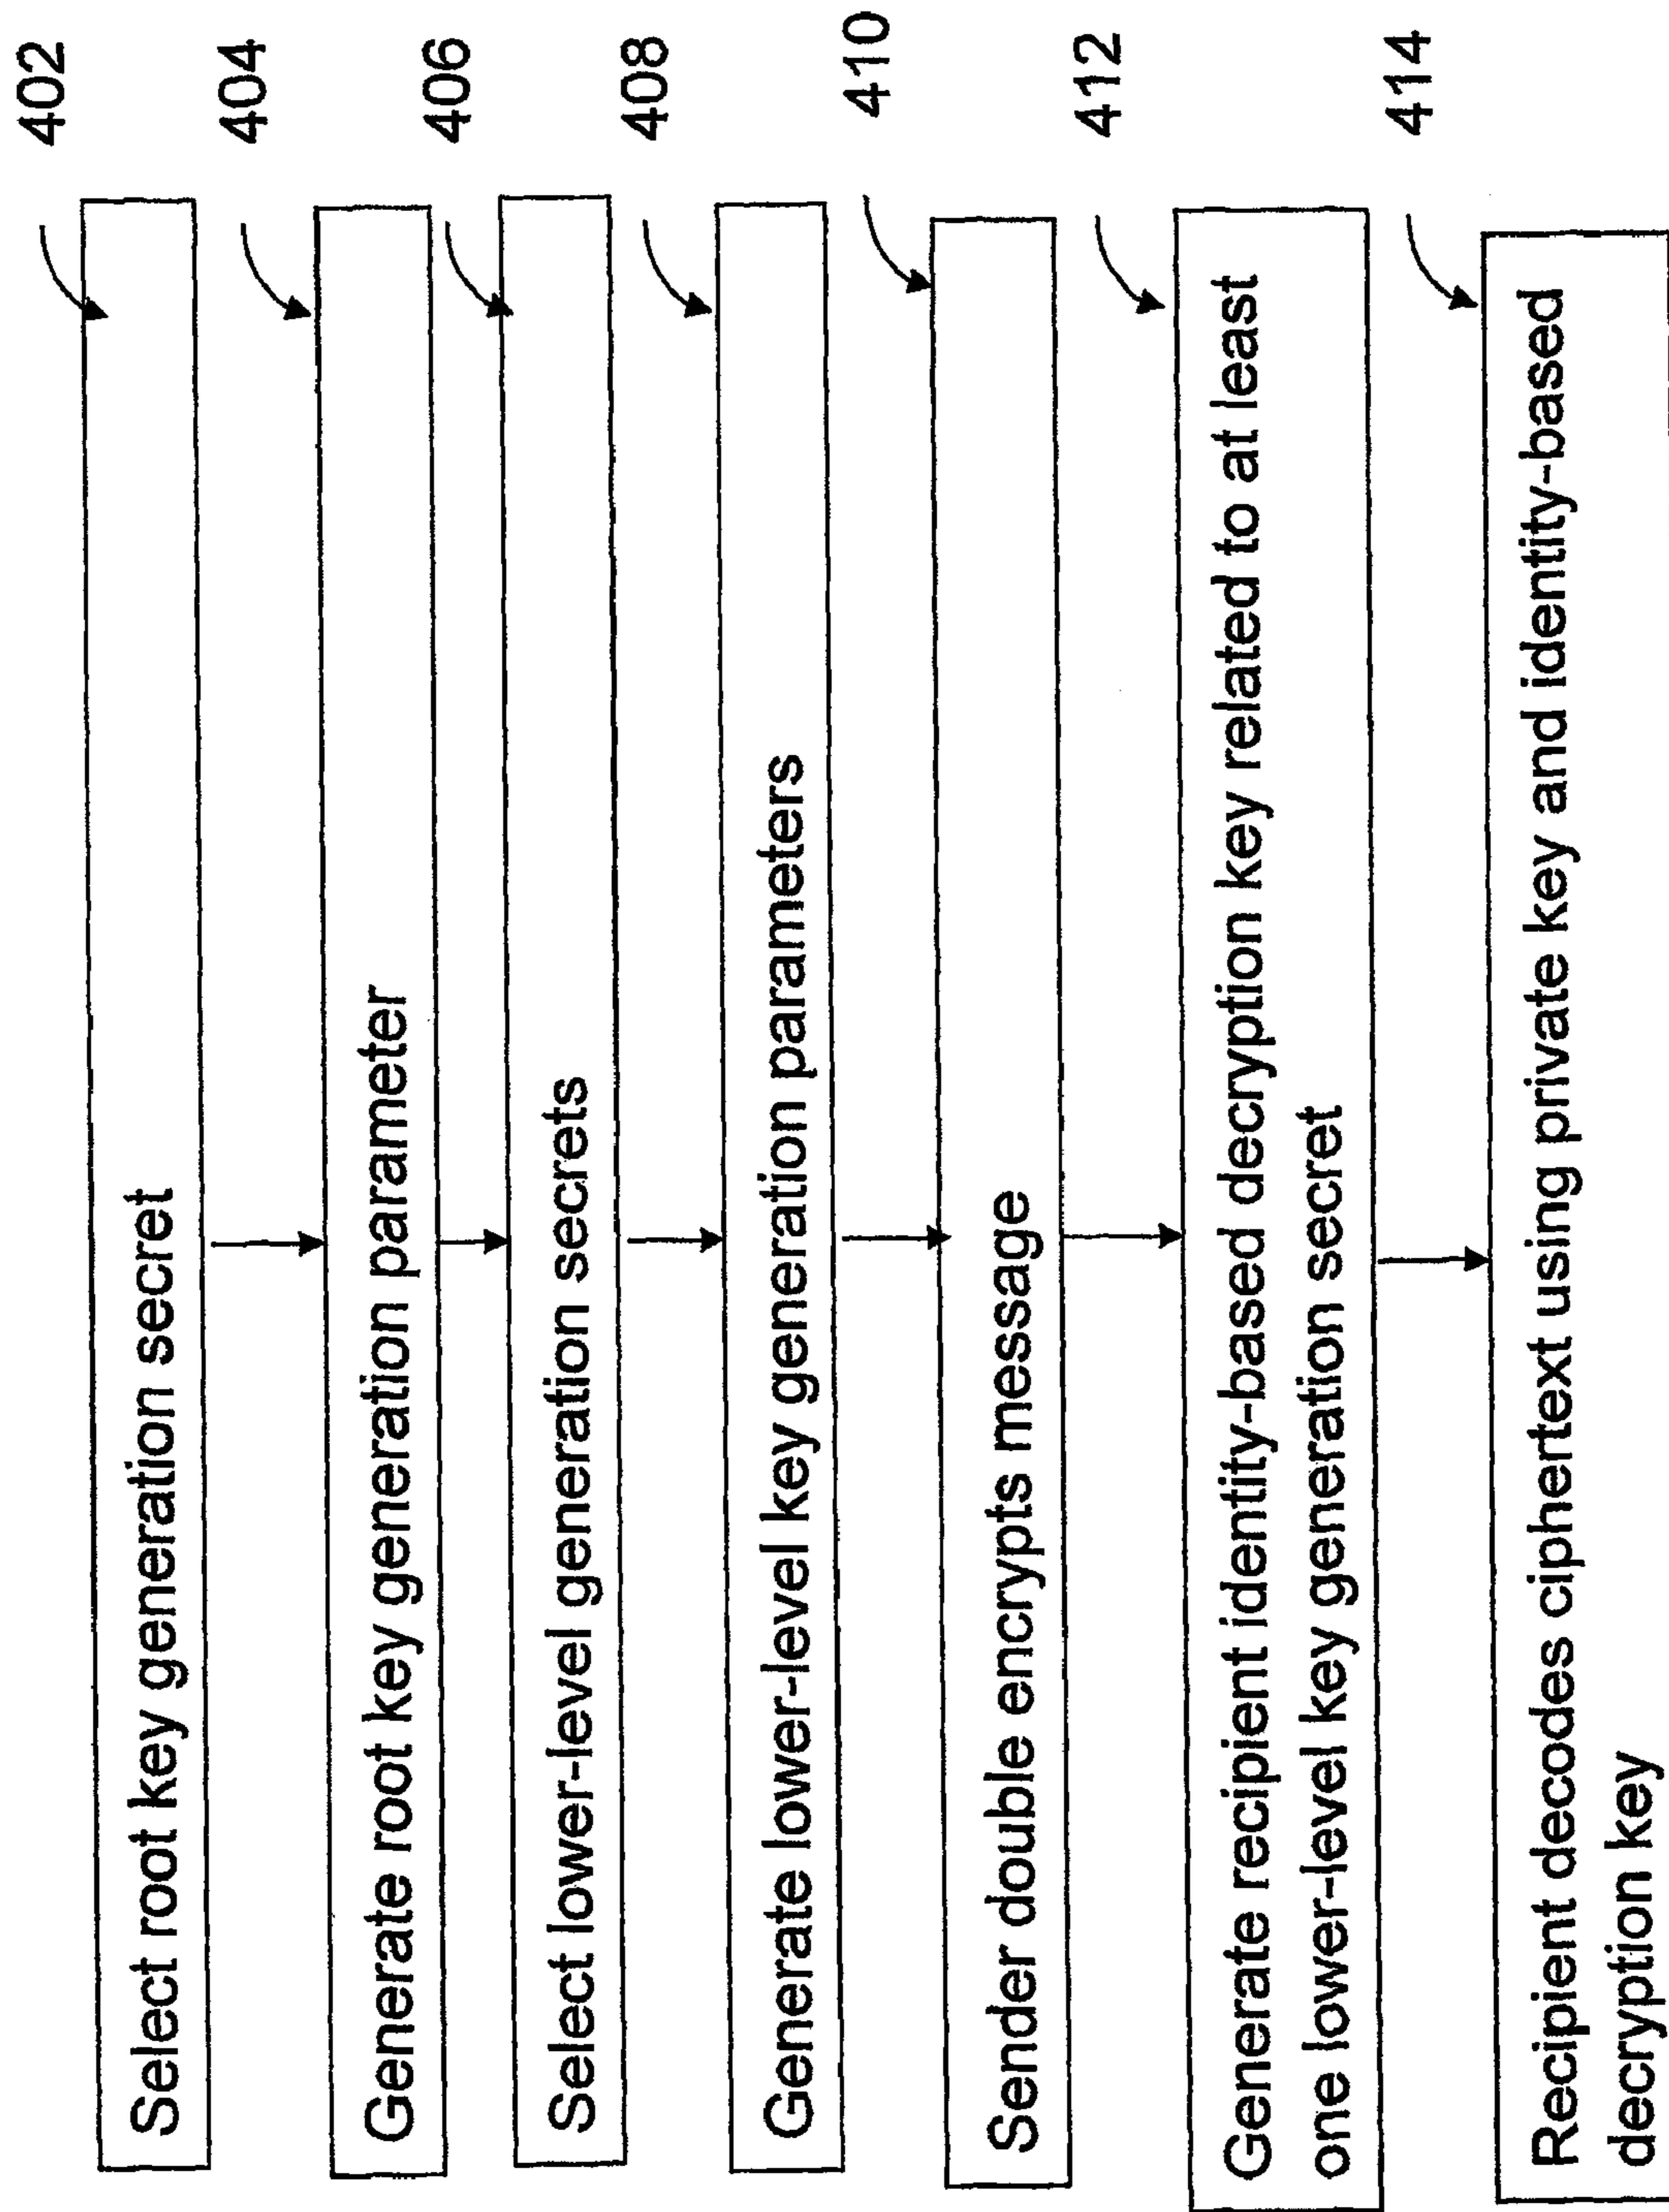 402
Select root key generation secret
404
Generate root key generation parameter
406
Select lower-level generation secrets
408
Generate lower-level key generation parameters
410
Sender double encrypts message
412
Generate recipient identity-based decryption key related to at least
one lower-level key generation secret
414
Recipient decodes ciphertext using private key and identity-based
decryption key